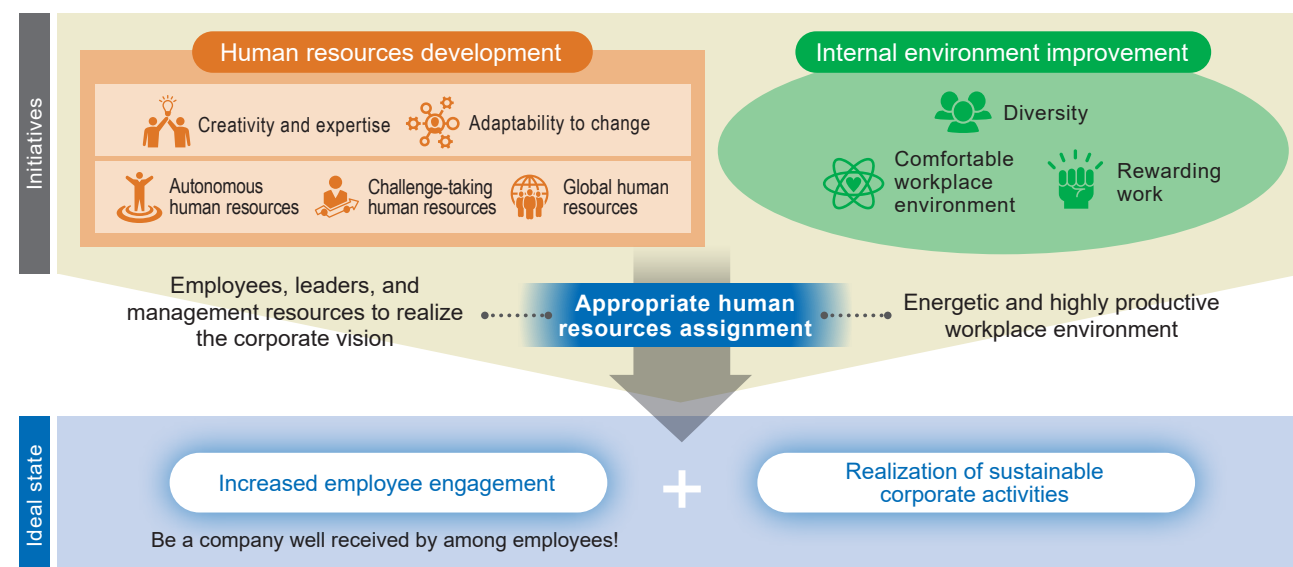 Initiatives
Human resources development
Creativity and expertise
Adaptability to change
Autonomous
human resources
Challenge-taking
human resources
Global human
resources
Internal environment improvement
Diversity
Comfortable
workplace
environment
Rewarding
work
Employees, leaders, and
management resources to realize
the corporate vision
Appropriate human
resources assignment
Energetic and highly productive
workplace environment
Ideal state
Increased employee engagement
+
Realization of sustainable
corporate activities
Be a company well received by among employees!